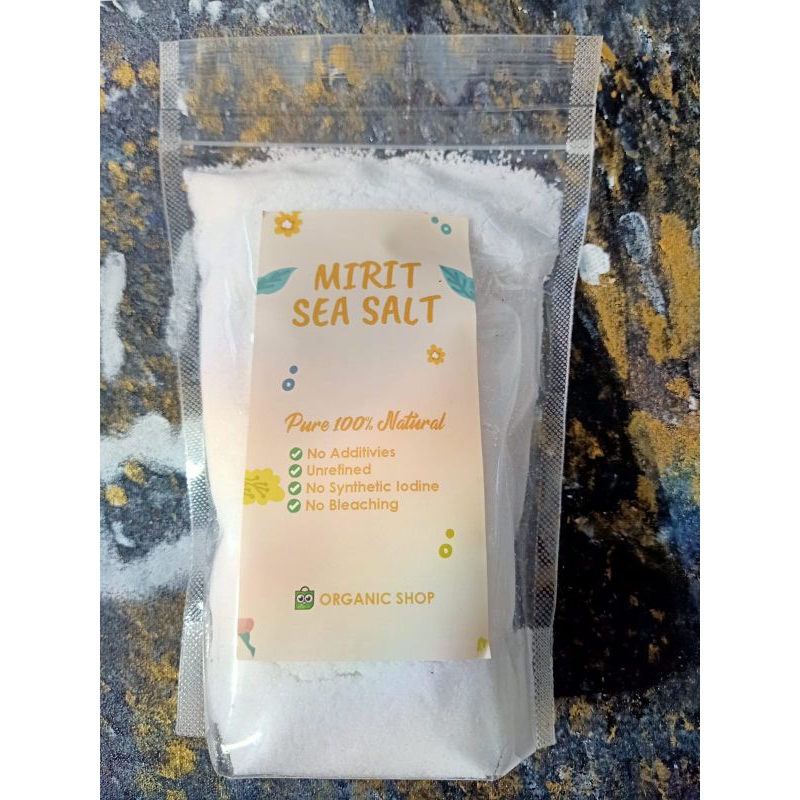 MIRIT
SEA SALT
Pure 100% Natural
No Additivies
Unrefined
No Synthetic Iodine
No Bleaching
ORGANIC SHOP